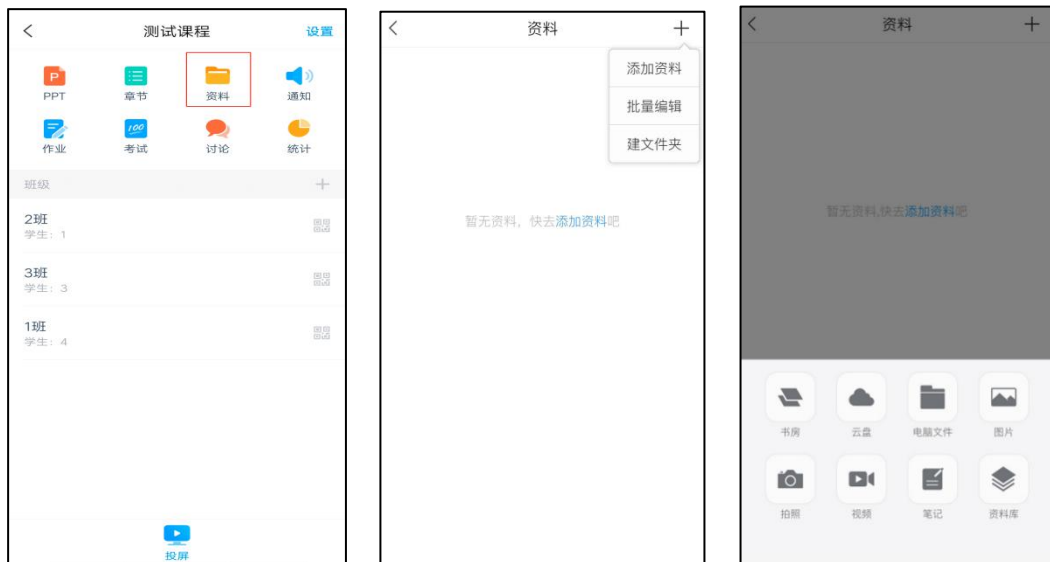 测试课程
设置
P
PPT
章节
资料
通知
100
作业
考试
讨论
统计
班级
2班
学生：1
3班
学生：3
1班
学生：4
投屏
资料
添加资料
批量编辑
建文件夹
暂无资料，快去添加资料吧
资料
暂无资料,快去添加资料吧
书房
云盘
电脑文件
图片
拍照
视频
笔记
资料库